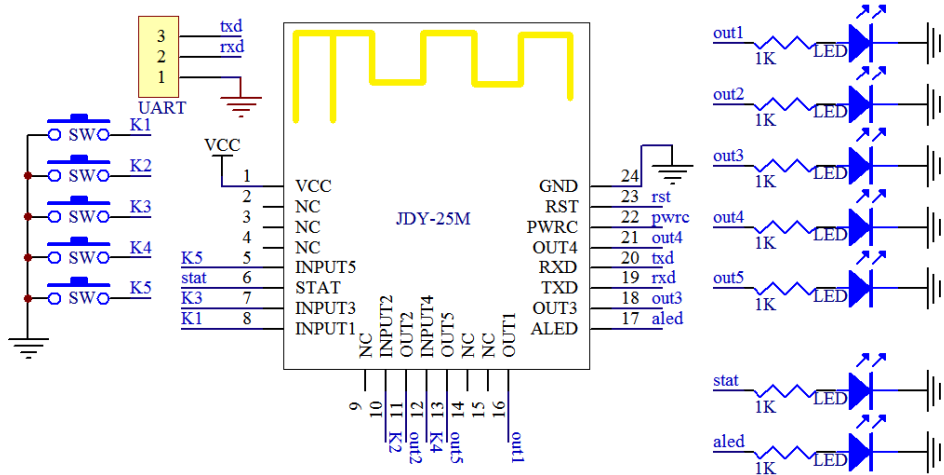 3 txd
2 rxd
1
UART
SW K1
SW K2
SW K3
SW K4
SW K5
VCC
JDY-25M
1 VCC
2 NC
3 NC
4 NC
K5 5 INPUT5
stat 6 STAT
K3 7 INPUT3
K1 8 INPUT1
GND 24
RST 23 rst
PWRC 22 pwrc
OUT4 21 out4
RXD 20 txd
TXD 19 rxd
OUT3 18 out3
ALED 17 aled
NC 9
INPUT2 10 K2
OUT2 11 out2
INPUT4 12 K4
OUT5 13 out5
NC 14
NC 15
OUT1 16 out1
out1 1K LED
out2 1K LED
out3 1K LED
out4 1K LED
out5 1K LED
stat 1K LED
aled 1K LED